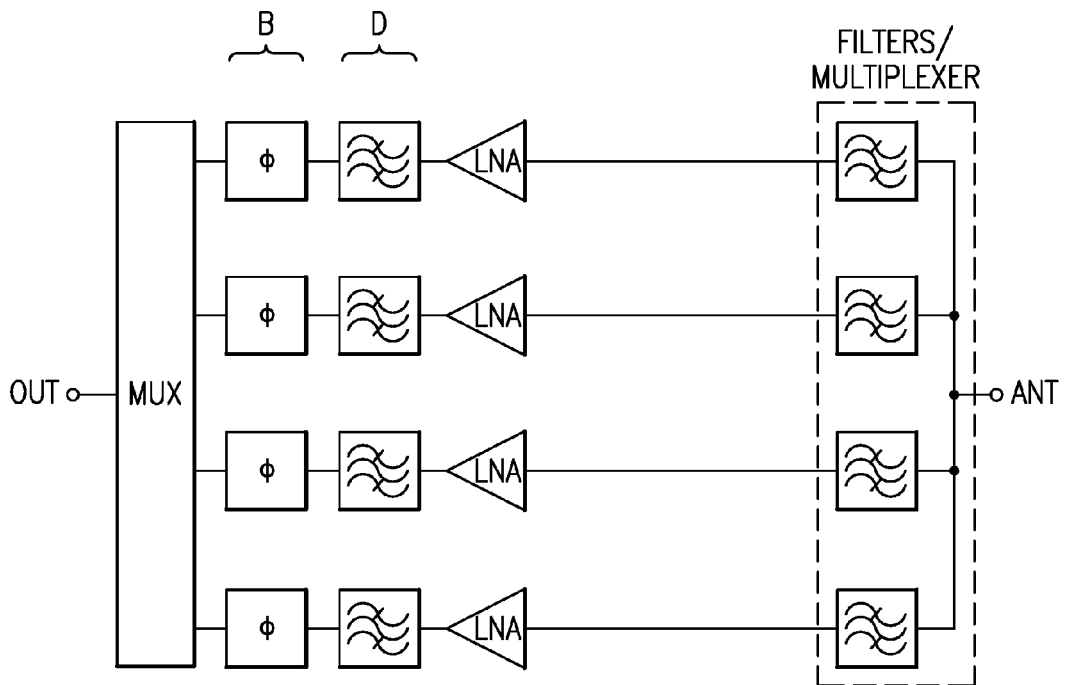 B D
FILTERS/
MULTIPLEXER
ϕ LNA
ϕ LNA
OUT MUX ANT
ϕ LNA
ϕ LNA